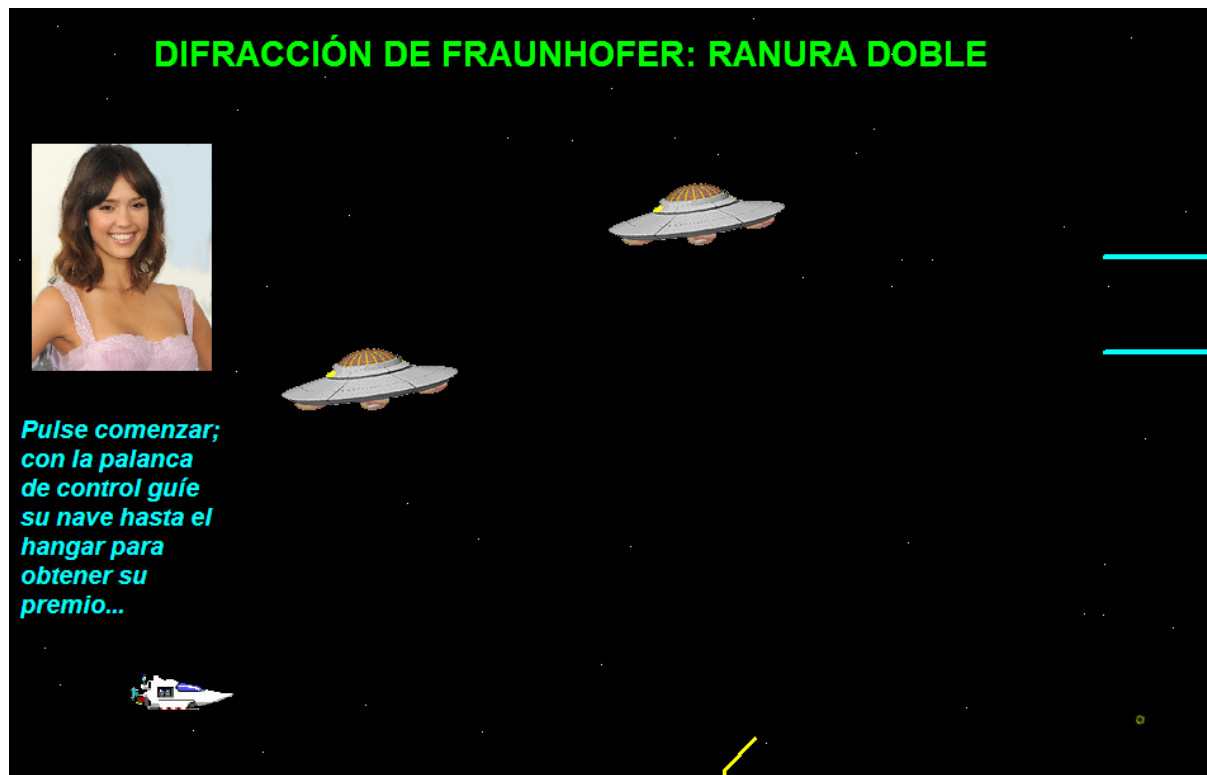 DIFRACCIÓN DE FRAUNHOFER: RANURA DOBLE
Pulse comenzar;
con la palanca
de control guíe
su nave hasta el
hangar para
obtener su
premio...